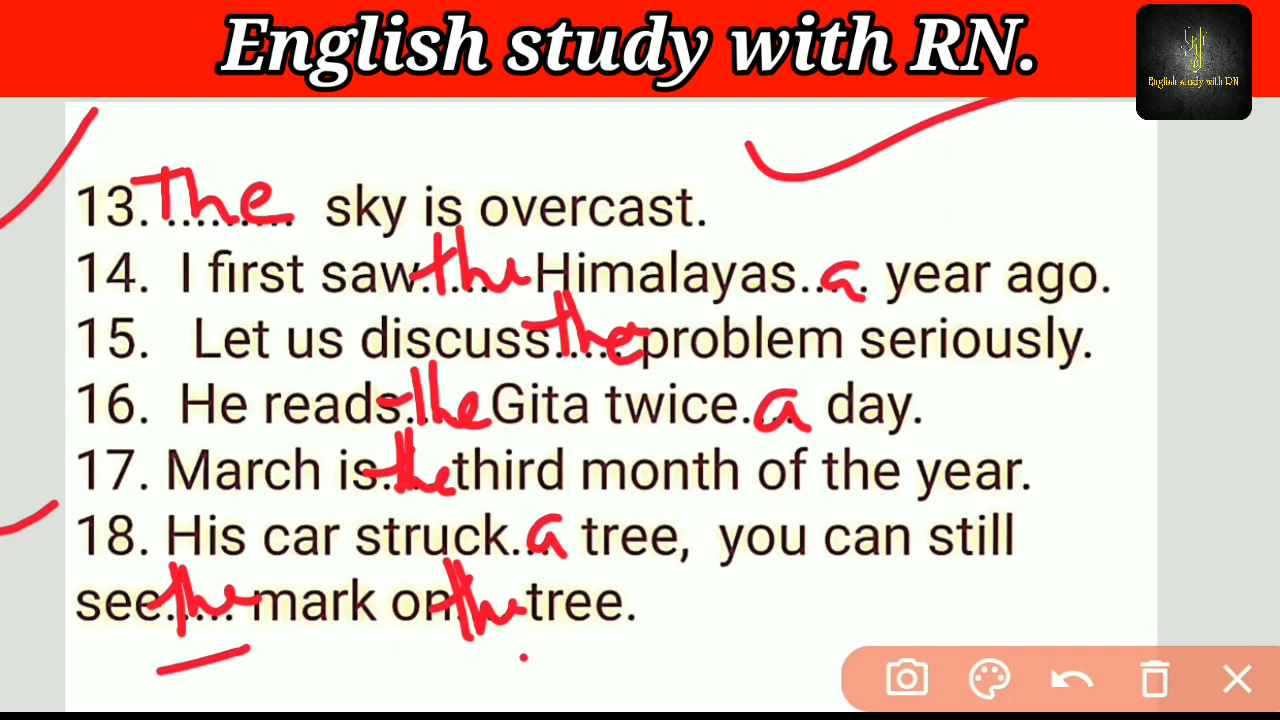 English study with RN.
English study with RN
13. The sky is overcast.
14. I first saw the Himalayas a year ago.
15. Let us discuss the problem seriously.
16. He reads the Gita twice a day.
17. March is the third month of the year.
18. His car struck a tree, you can still
see the mark on the tree.